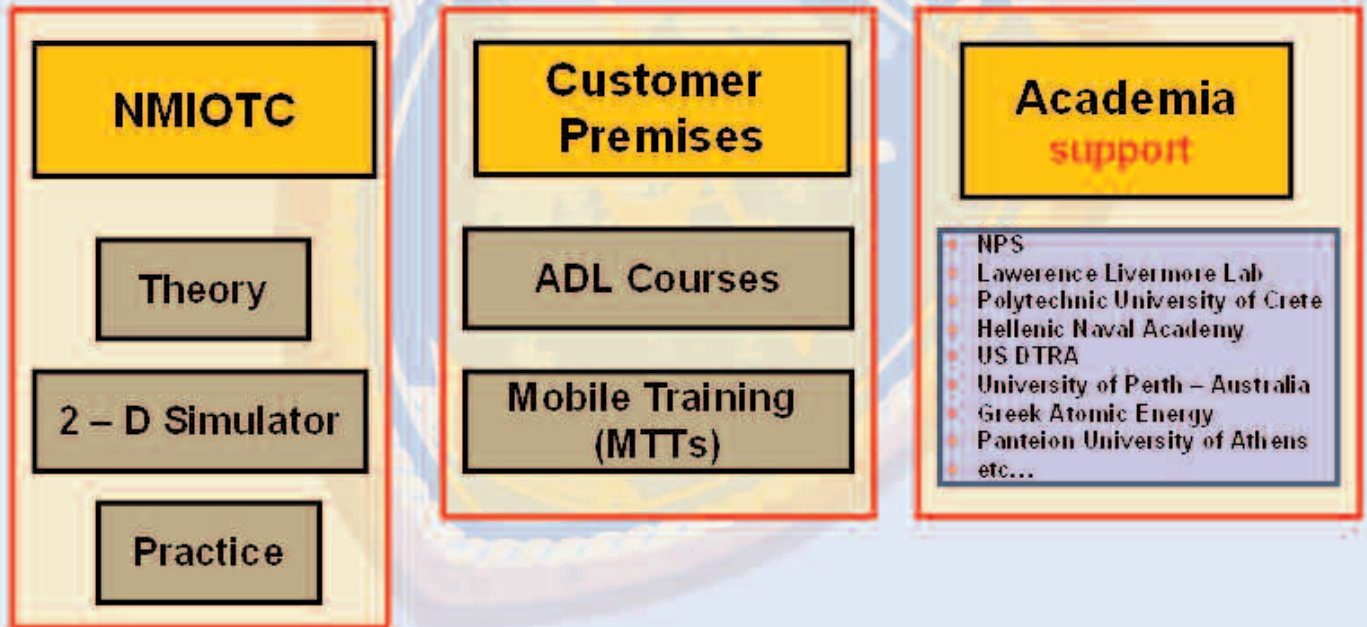 NMIOTC
Theory
2 – D Simulator
Practice
Customer
Premises
ADL Courses
Mobile Training
(MTTs)
Academia
support
NPS
Lawerence Livermore Lab
Polytechnic University of Crete
Hellenic Naval Academy
US DTRA
University of Perth – Australia
Greek Atomic Energy
Panteion University of Athens
etc...